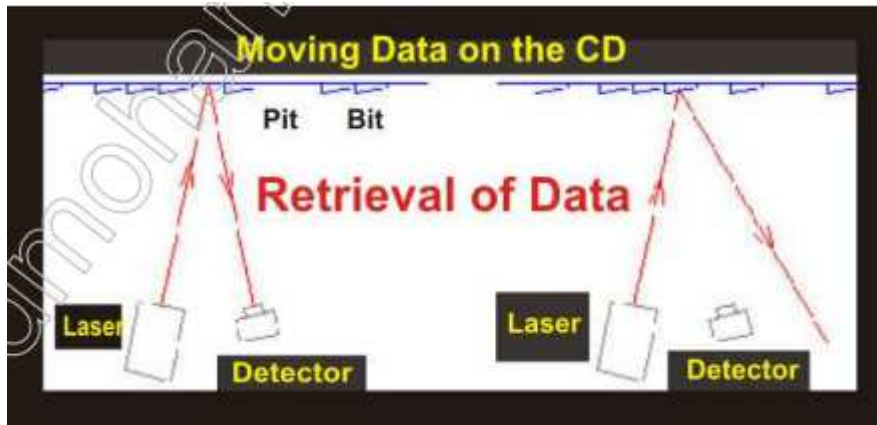 Moving Data on the CD
Pit Bit
Retrieval of Data
Laser
Detector
Laser
Detector